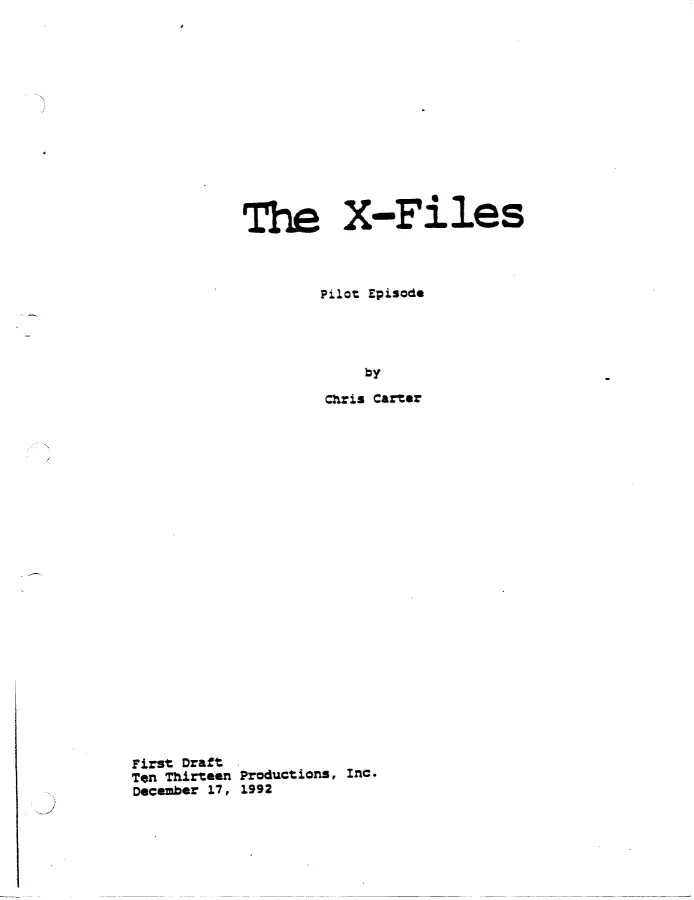 The X-Files
Pilot Episode
by
Chris Carter
First Draft
Ten Thirteen Productions, Inc.
December 17, 1992